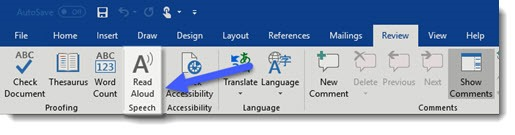 AutoSave Off
File Home Insert Draw Design Layout References Mailings Review View
ABC
Check Document
Thesaurus
ABC
123
Word Count
Proofing
A
Read Aloud
Speech
Accessibility
Accessibility
Translate
Language
Language
New Comment
Delete
Previous
Next
Show Comments
Comments